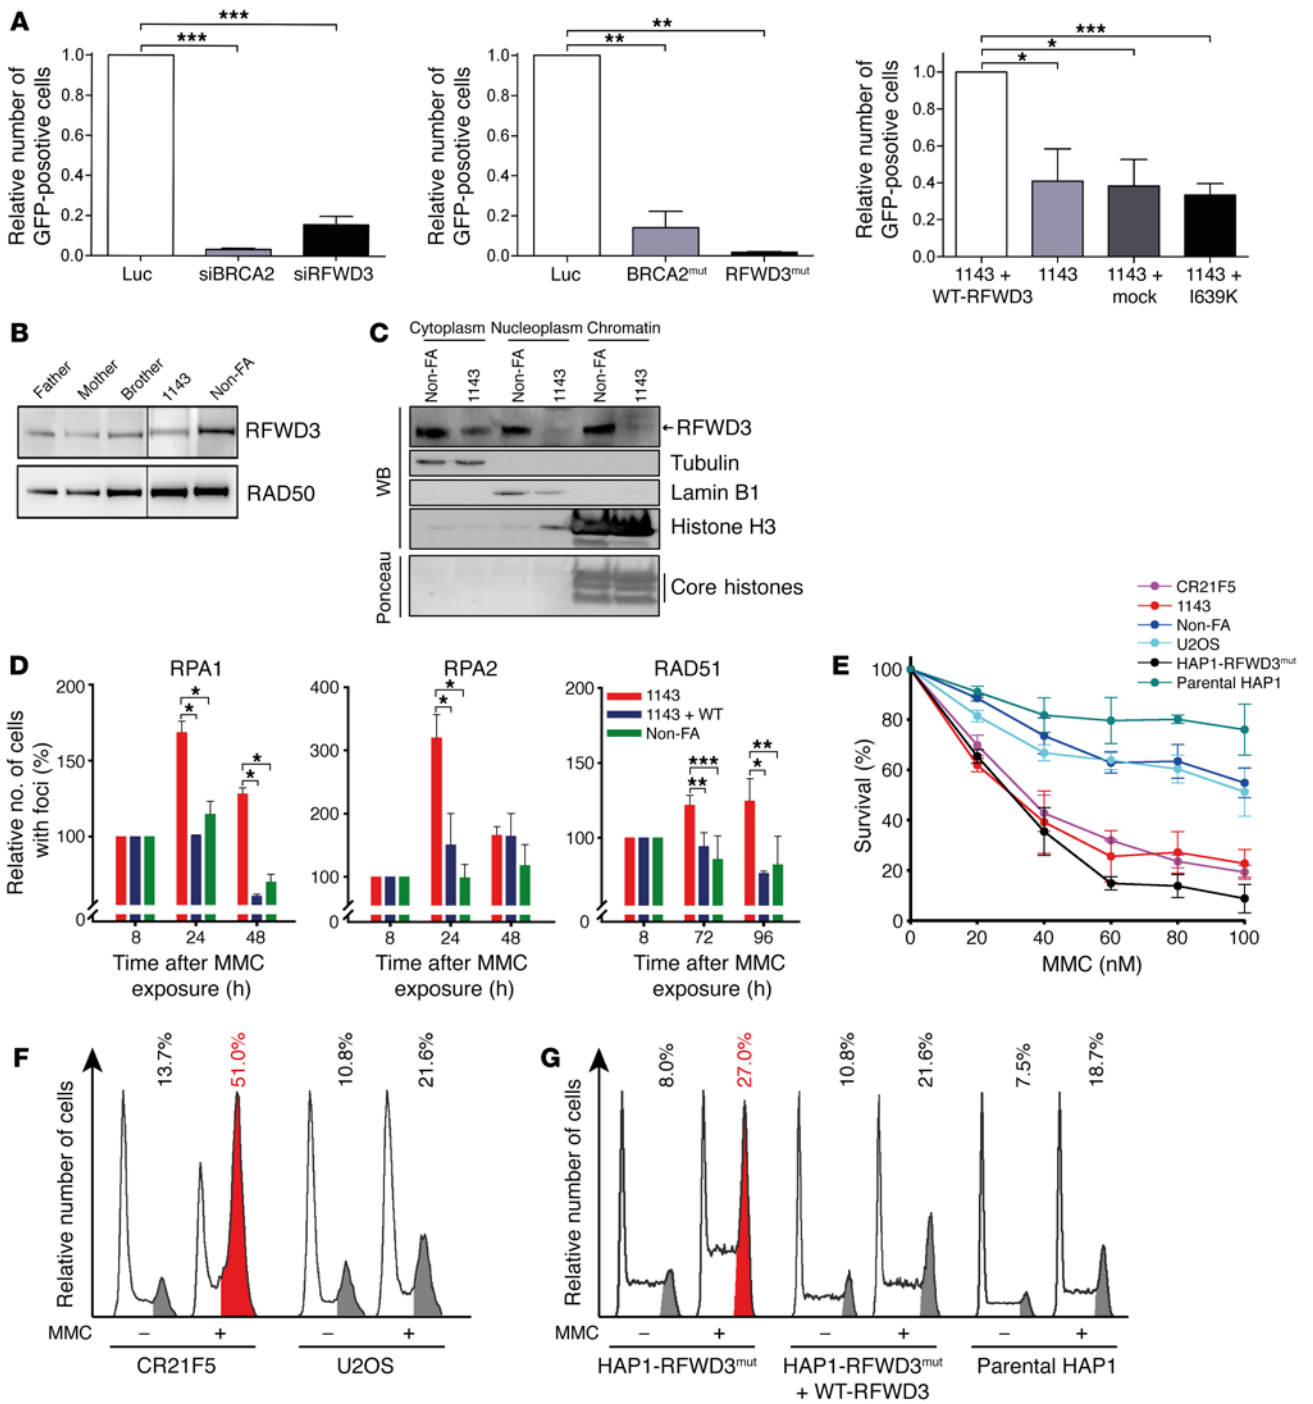 A
***
***
Relative number of
GFP-posotive cells
1.0
0.8
0.6
0.4
0.2
0.0
Luc
siBRCA2
siRFWD3
**
**
Relative number of
GFP-posotive cells
1.0
0.8
0.6
0.4
0.2
0.0
Luc
BRCA2mut
RFWD3mut
***
*
*
Relative number of
GFP-posotive cells
1.0
0.8
0.6
0.4
0.2
0.0
1143 +
WT-RFWD3
1143
1143 +
mock
1143 +
I639K
B
Father
Mother
Brother
1143
Non-FA
RFWD3
RAD50
C
Cytoplasm Nucleoplasm Chromatin
Non-FA
1143
Non-FA
1143
Non-FA
1143
WB
←RFWD3
Tubulin
Lamin B1
Histone H3
Ponceau
Core histones
D
RPA1
Relative no. of cells
with foci (%)
200
150
100
0
*
*
*
*
8
24
48
Time after MMC
exposure (h)
RPA2
400
300
200
100
0
*
*
8
24
48
Time after MMC
exposure (h)
RAD51
200
150
100
0
1143
1143 + WT
Non-FA
***
**
**
*
8
72
96
Time after MMC
exposure (h)
E
CR21F5
1143
Non-FA
U2OS
HAP1-RFWD3mut
Parental HAP1
Survival (%)
100
80
60
40
20
0
0
20
40
60
80
100
MMC (nM)
F
Relative number of cells
13.7%
51.0%
10.8%
21.6%
MMC
–
+
–
+
CR21F5
U2OS
G
Relative number of cells
8.0%
27.0%
10.8%
21.6%
7.5%
18.7%
MMC
–
+
–
+
–
+
HAP1-RFWD3mut
HAP1-RFWD3mut
+ WT-RFWD3
Parental HAP1